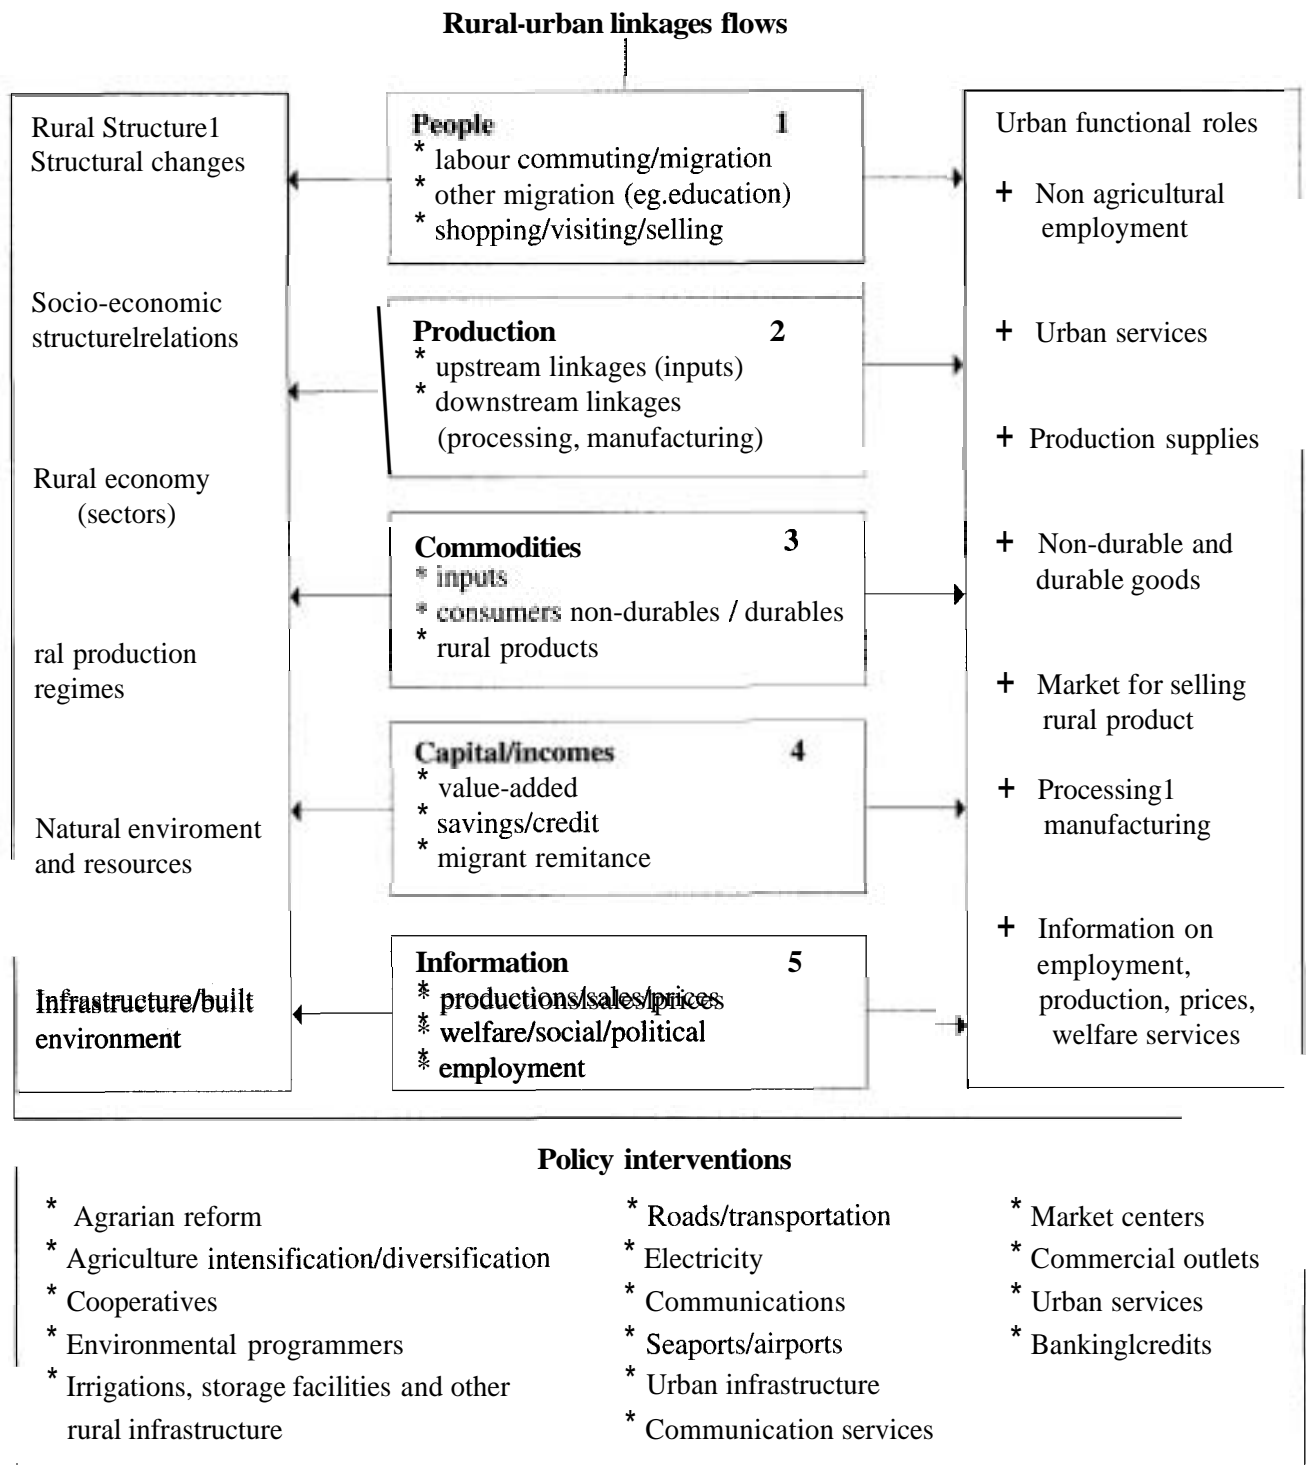 Rural-urban linkages flows
Rural Structure1
Structural changes
Socio-economic
structurelrelations
Rural economy
(sectors)
ral production
regimes
Natural enviroment
and resources
Infrastructure/built
environment
People 1
* labour commuting/migration
* other migration (eg.education)
* shopping/visiting/selling
Production 2
* upstream linkages (inputs)
* downstream linkages
(processing, manufacturing)
Commodities 3
* inputs
* consumers non-durables / durables
* rural products
Capital/incomes 4
* value-added
* savings/credit
* migrant remitance
Information 5
* productions/sales/prices
* welfare/social/political
* employment
Urban functional roles
+ Non agricultural
employment
+ Urban services
+ Production supplies
+ Non-durable and
durable goods
+ Market for selling
rural product
+ Processing1
manufacturing
+ Information on
employment,
production, prices,
welfare services
Policy interventions
* Agrarian reform
* Agriculture intensification/diversification
* Cooperatives
* Environmental programmers
* Irrigations, storage facilities and other
rural infrastructure
* Roads/transportation
* Electricity
* Communications
* Seaports/airports
* Urban infrastructure
* Communication services
* Market centers
* Commercial outlets
* Urban services
* Bankinglcredits